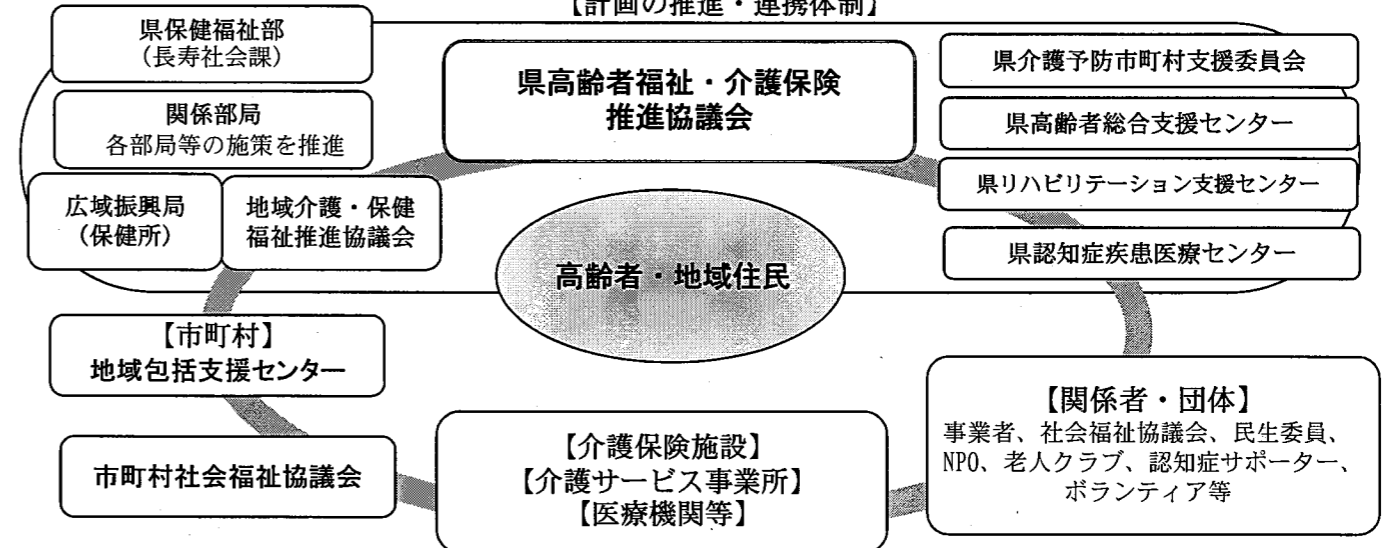 【計画の推進・連携体制】
県保健福祉部
(長寿社会課)
関係部局
各部局等の施策を推進
広域振興局
(保健所)
地域介護・保健
福祉推進協議会
県高齢者福祉・介護保険
推進協議会
県介護予防市町村支援委員会
県高齢者総合支援センター
県リハビリテーション支援センター
県認知症疾患医療センター
高齢者・地域住民
【市町村】
地域包括支援センター
市町村社会福祉協議会
【介護保険施設】
【介護サービス事業所】
【医療機関等】
【関係者・団体】
事業者、社会福祉協議会、民生委員、
NPO、老人クラブ、認知症サポーター、
ボランティア等